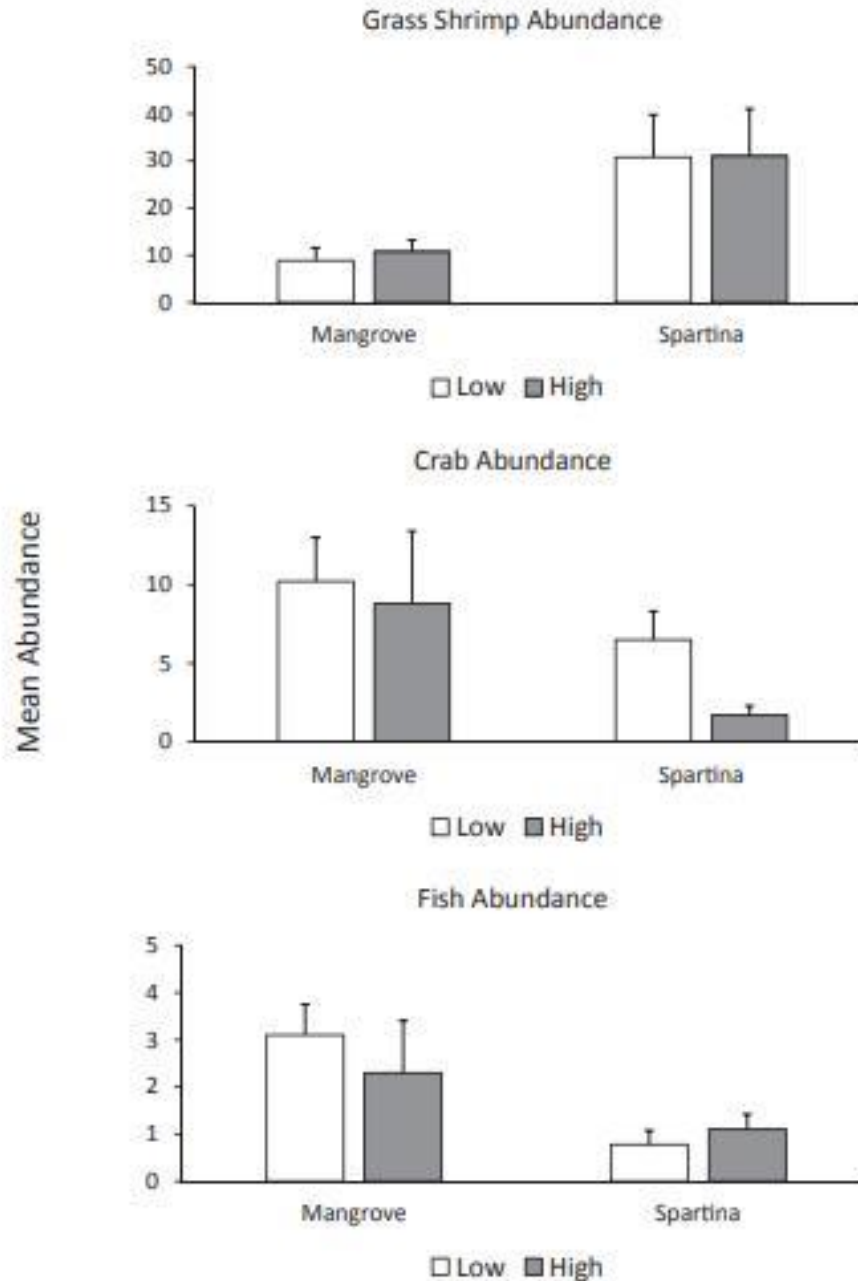 Grass Shrimp Abundance
50
40
30
20
10
0
Mangrove Spartina
Low High
Crab Abundance
Mean Abundance
15
10
5
0
Mangrove Spartina
Low High
Fish Abundance
5
4
3
2
1
0
Mangrove Spartina
Low High